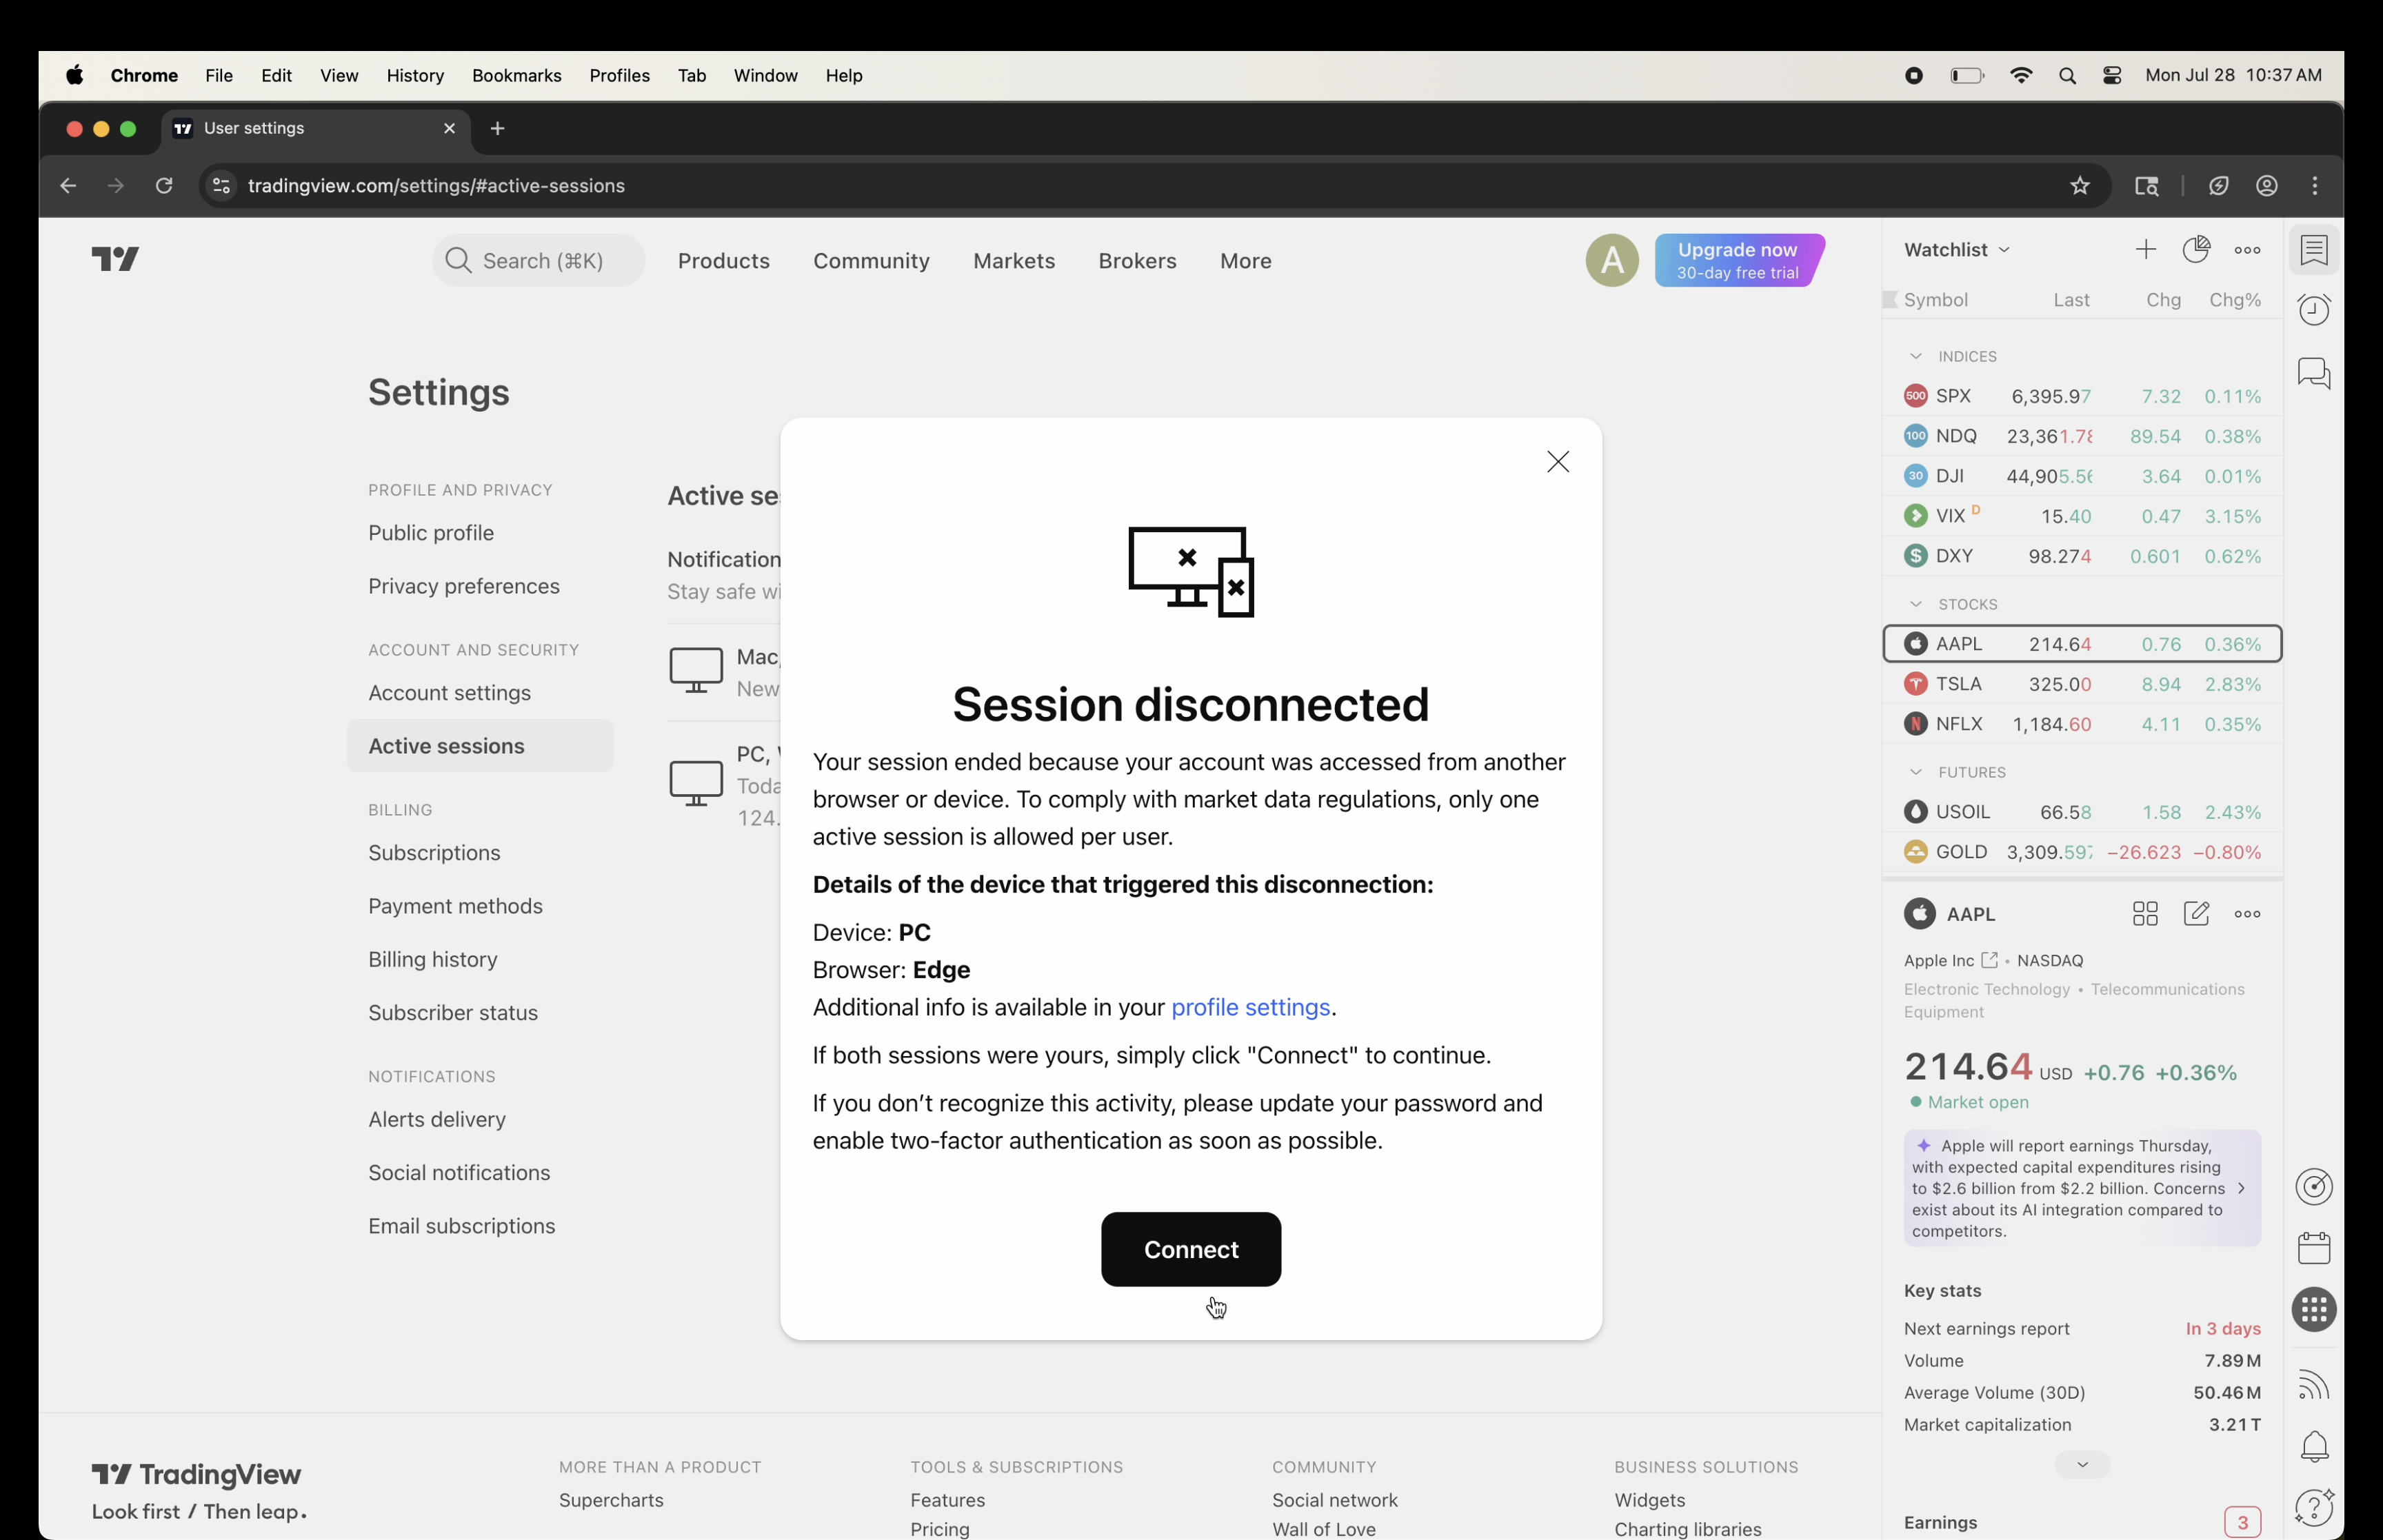 Chrome File Edit View History Bookmarks Profiles Tab Window Help
Mon Jul 28 10:37 AM
User settings
tradingview.com/settings/#active-sessions
Search (⌘K)
Products Community Markets Brokers More
A
Upgrade now
30-day free trial
Settings
PROFILE AND PRIVACY
Public profile
Privacy preferences
ACCOUNT AND SECURITY
Account settings
Active sessions
BILLING
Subscriptions
Payment methods
Billing history
Subscriber status
NOTIFICATIONS
Alerts delivery
Social notifications
Email subscriptions
Active se
Notification
Stay safe wi
Mac,
New
PC,
Toda
124.
Session disconnected
Your session ended because your account was accessed from another
browser or device. To comply with market data regulations, only one
active session is allowed per user.
Details of the device that triggered this disconnection:
Device: PC
Browser: Edge
Additional info is available in your profile settings.
If both sessions were yours, simply click "Connect" to continue.
If you don’t recognize this activity, please update your password and
enable two-factor authentication as soon as possible.
Connect
Watchlist
Symbol Last Chg Chg%
INDICES
500 SPX 6,395.97 7.32 0.11%
100 NDQ 23,361.78 89.54 0.38%
30 DJI 44,905.56 3.64 0.01%
VIX D 15.40 0.47 3.15%
$ DXY 98.274 0.601 0.62%
STOCKS
AAPL 214.64 0.76 0.36%
TSLA 325.00 8.94 2.83%
N NFLX 1,184.60 4.11 0.35%
FUTURES
USOIL 66.58 1.58 2.43%
GOLD 3,309.597 −26.623 −0.80%
AAPL
Apple Inc • NASDAQ
Electronic Technology • Telecommunications
Equipment
214.64 USD +0.76 +0.36%
Market open
Apple will report earnings Thursday,
with expected capital expenditures rising
to $2.6 billion from $2.2 billion. Concerns
exist about its AI integration compared to
competitors.
Key stats
Next earnings report In 3 days
Volume 7.89 M
Average Volume (30D) 50.46 M
Market capitalization 3.21 T
Earnings 3
TradingView
Look first / Then leap.
MORE THAN A PRODUCT
Supercharts
TOOLS & SUBSCRIPTIONS
Features
Pricing
COMMUNITY
Social network
Wall of Love
BUSINESS SOLUTIONS
Widgets
Charting libraries